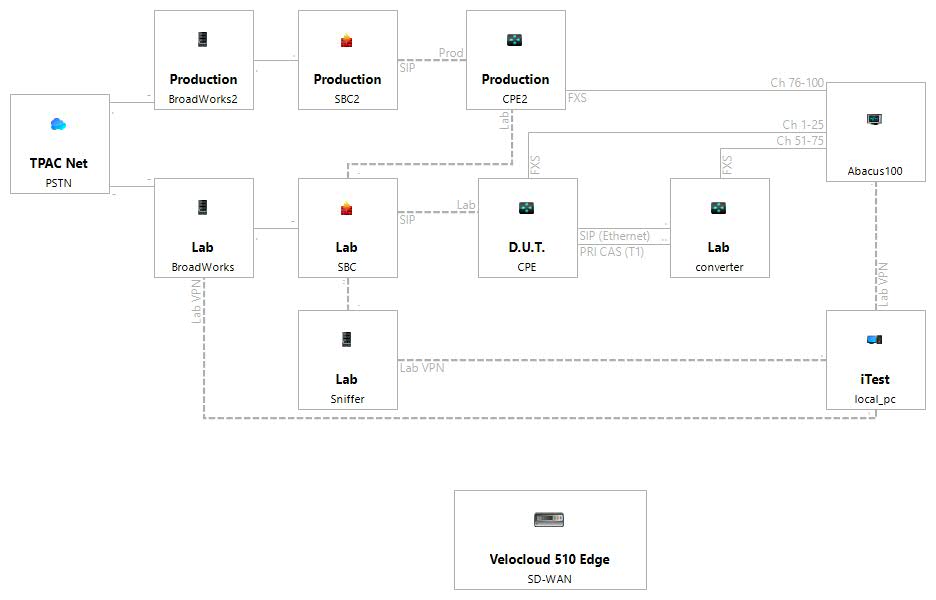 Production
BroadWorks2
Production
SBC2
Prod
SIP
Production
CPE2
Lab
FXS
Ch 76-100
TPAC Net
PSTN
Ch 1-25
Ch 51-75
Abacus100
FXS
FXS
Lab
BroadWorks
Lab
SBC
Lab
SIP
D.U.T.
CPE
SIP (Ethernet)
PRI CAS (T1)
Lab
converter
Lab VPN
Lab VPN
Lab
Sniffer
Lab VPN
iTest
local_pc
Velocloud 510 Edge
SD-WAN